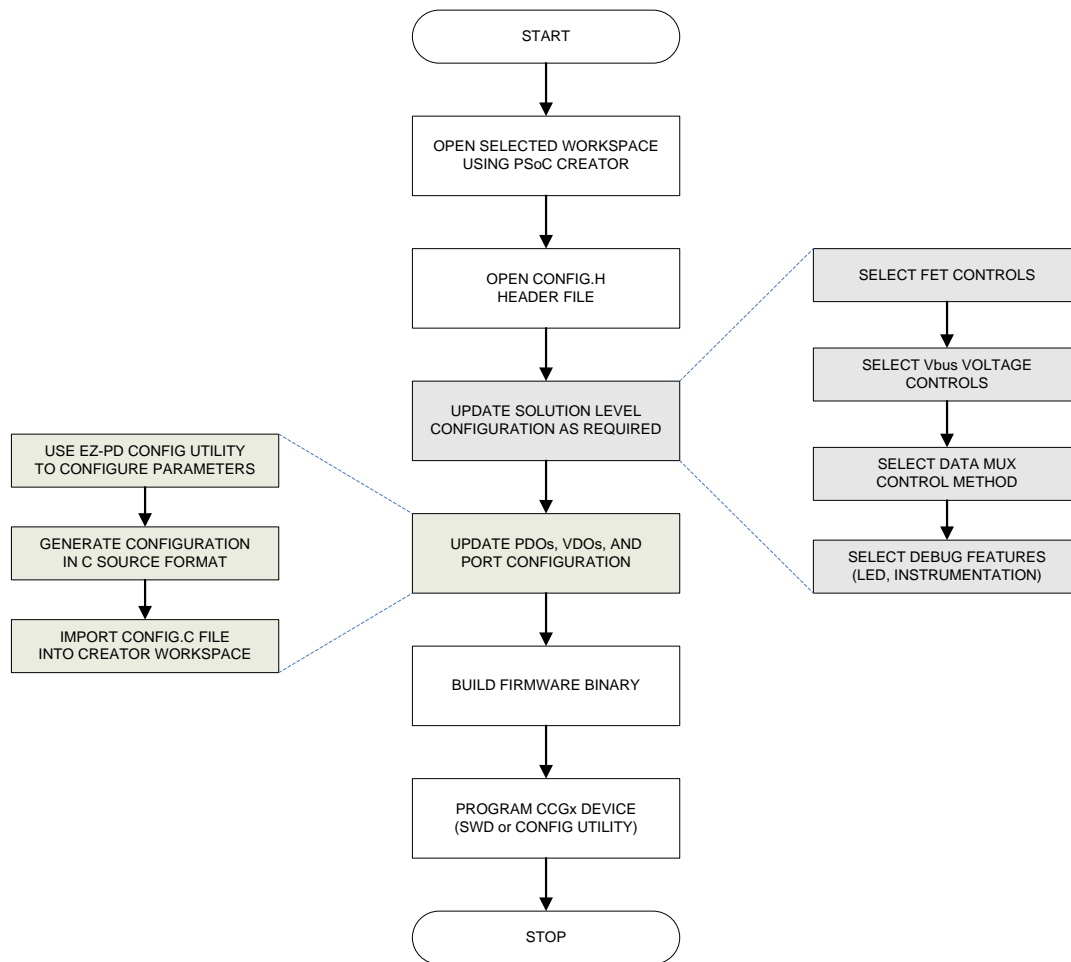 START
OPEN SELECTED WORKSPACE
USING PSoC CREATOR
OPEN CONFIG.H
HEADER FILE
UPDATE SOLUTION LEVEL
CONFIGURATION AS REQUIRED
SELECT FET CONTROLS
SELECT Vbus VOLTAGE
CONTROLS
SELECT DATA MUX
CONTROL METHOD
SELECT DEBUG FEATURES
(LED, INSTRUMENTATION)
UPDATE PDOs, VDOs, AND
PORT CONFIGURATION
USE EZ-PD CONFIG UTILITY
TO CONFIGURE PARAMETERS
GENERATE CONFIGURATION
IN C SOURCE FORMAT
IMPORT CONFIG.C FILE
INTO CREATOR WORKSPACE
BUILD FIRMWARE BINARY
PROGRAM CCGx DEVICE
(SWD or CONFIG UTILITY)
STOP